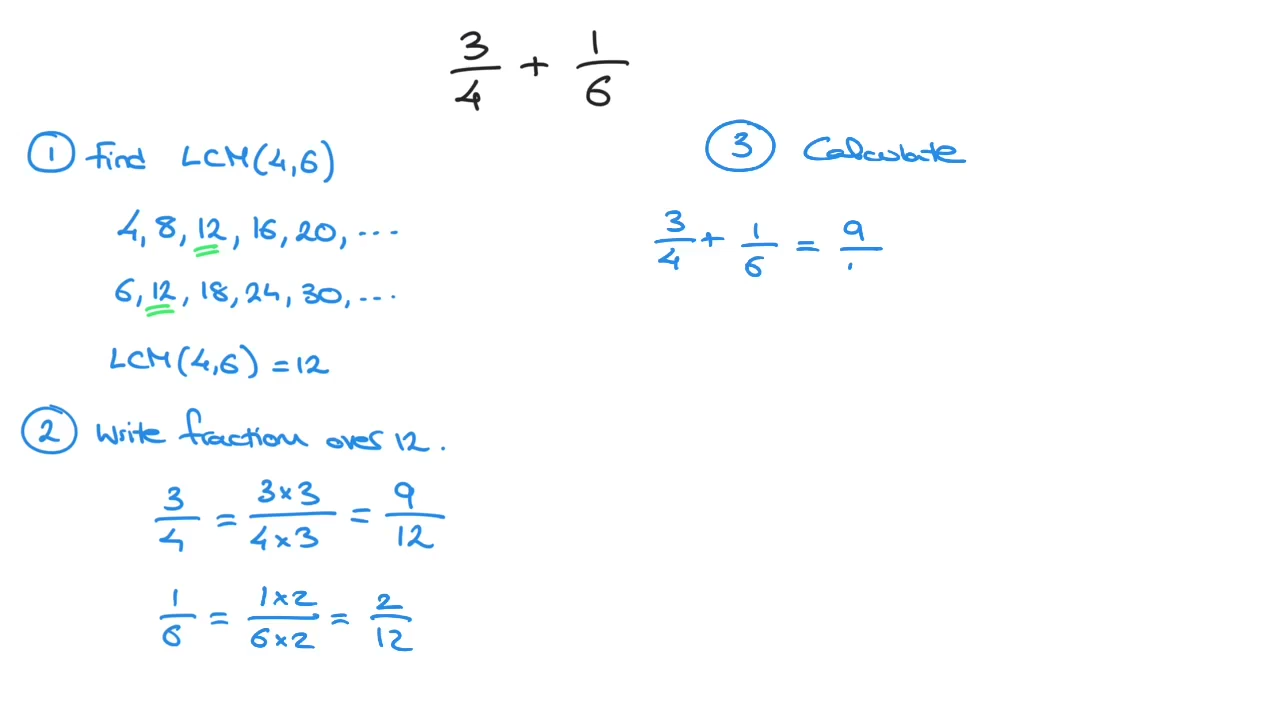 3/4 + 1/6
① Find LCM(4,6)
4, 8, 12, 16, 20, ...
6, 12, 18, 24, 30, ...
LCM(4,6) = 12
② Write fraction over 12.
3/4 = 3×3/4×3 = 9/12
1/6 = 1×2/6×2 = 2/12
③ Calculate
3/4 + 1/6 = 9/